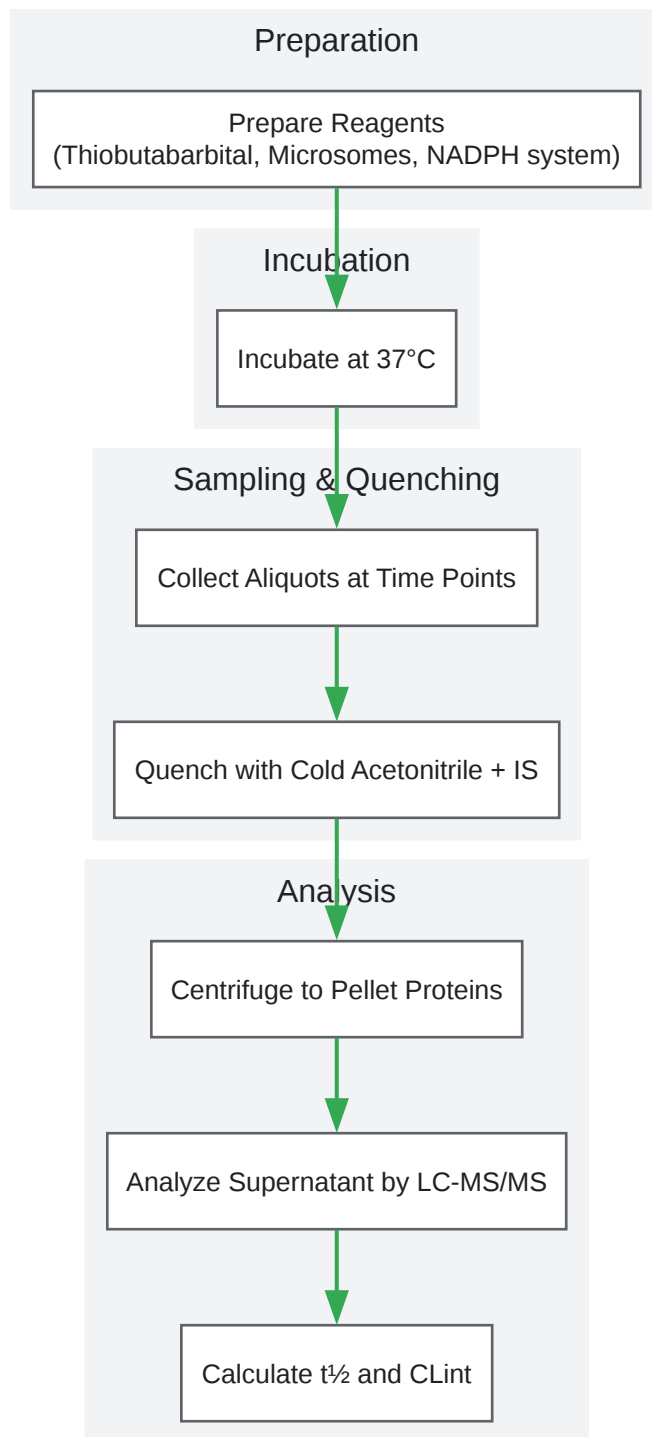 Preparation
Prepare Reagents
(Thiobutabarbital, Microsomes, NADPH system)
Incubation
Incubate at 37°C
Sampling & Quenching
Collect Aliquots at Time Points
Quench with Cold Acetonitrile + IS
Analysis
Centrifuge to Pellet Proteins
Analyze Supernatant by LC-MS/MS
Calculate t½ and CLint